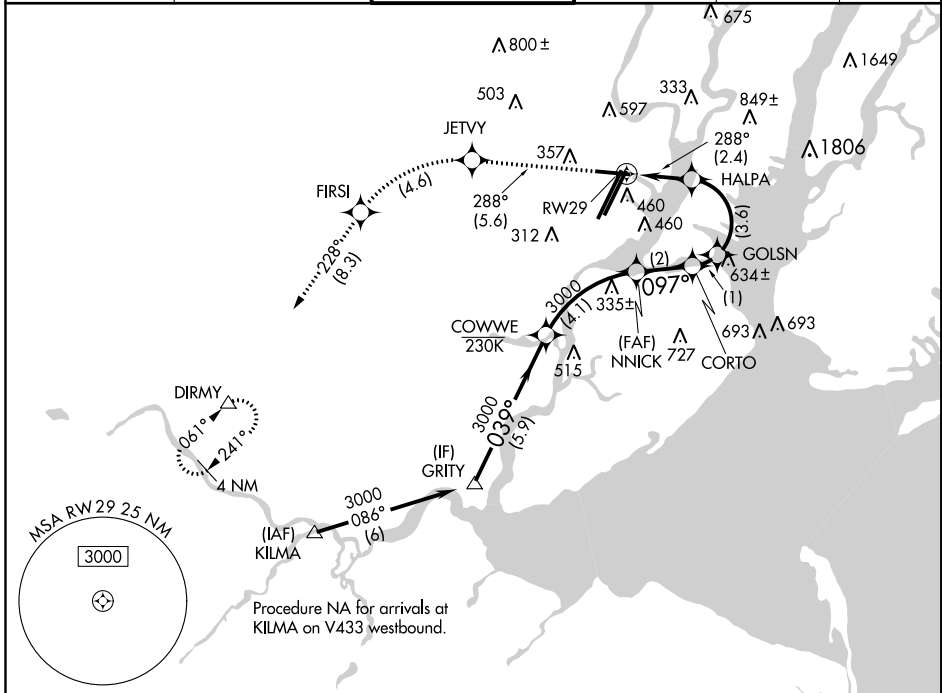 675
800 ±
1649
503
597
333
849±
JETVY
288°
(2.4)
357
1806
HALPA
FIRSI
(4.6)
288°
(5.6)
RW29
460
(3.6)
312
460
228°
(8.3)
GOLSN
(2)
634±
097°
(1)
3000
(4.1)
335±
COWWE
230K
693
693
(FAF)
NNICK
727
CORTO
515
DIRMY
061°
241°
3000
039°
(5.9)
4 NM
(IF)
GRITY
3000
086°
(6)
(IAF)
KILMA
MSA RW 29 25 NM
3000
Procedure NA for arrivals at
KILMA on V433 westbound.